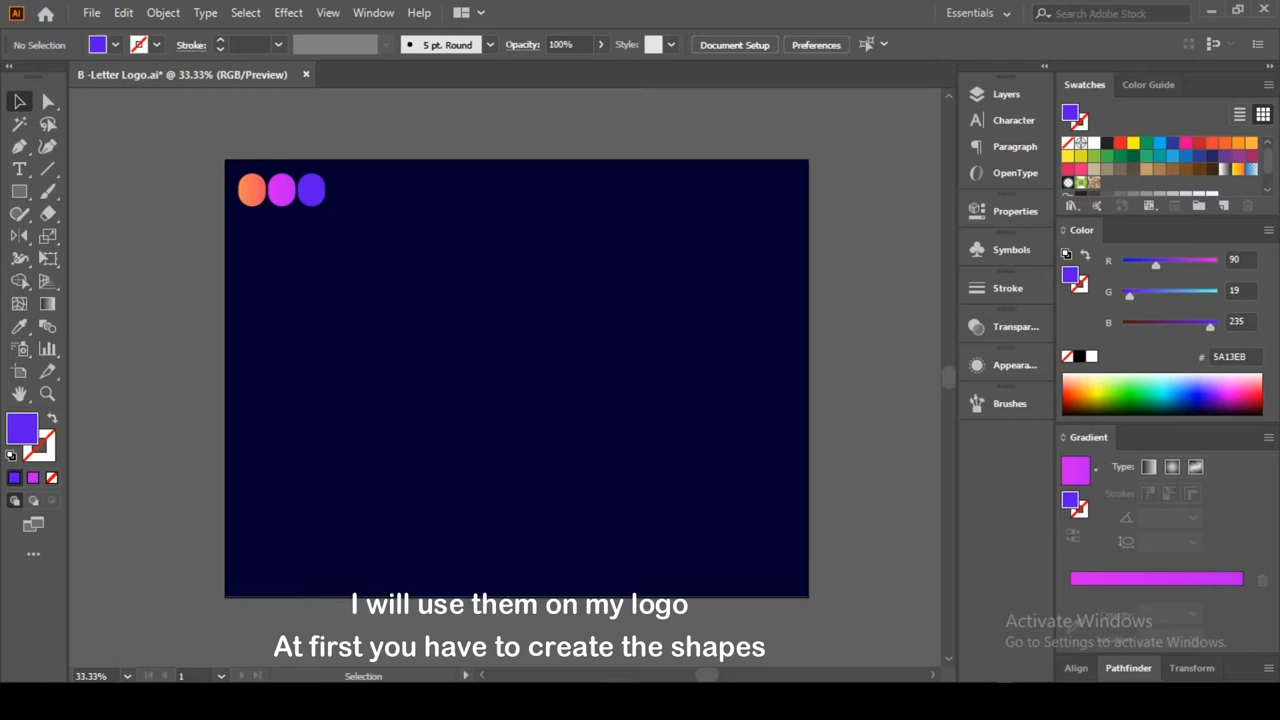 Ai File Edit Object Type Select Effect View Window Help Essentials Search Adobe Stock
No Selection Stroke: 5 pt. Round Opacity: 100% Style: Document Setup Preferences
B -Letter Logo.ai* @ 33.33% (RGB/Preview) ×
Layers
Character
Paragraph
OpenType
Properties
Symbols
Stroke
Transpar...
Appeara...
Brushes
Swatches Color Guide
Color
R 90
G 19
B 235
# 5A13EB
Gradient
Type:
Strokes
Opacity:
I will use them on my logo
At first you have to create the shapes
Activate Windows
Go to Settings to activate Windows.
Align Pathfinder Transform
33.33% 1 Selection